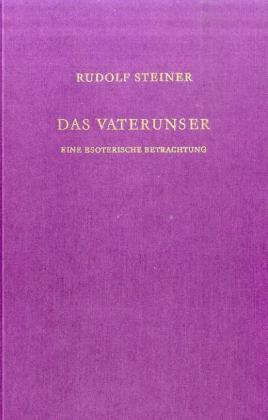 RUDOLF STEINER
DAS VATERUNSER
EINE ESOTERISCHE BETRACHTUNG